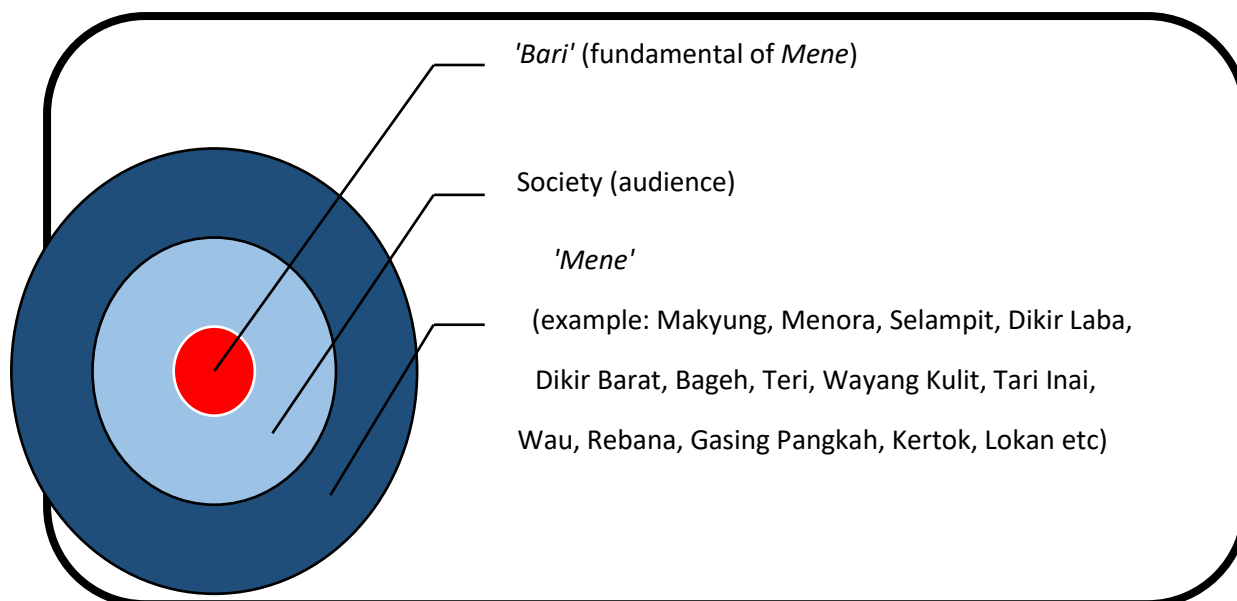 'Bari' (fundamental of Mene)
Society (audience)
'Mene'
(example: Makyung, Menora, Selampit, Dikir Laba,
Dikir Barat, Bageh, Teri, Wayang Kulit, Tari Inai,
Wau, Rebana, Gasing Pangkah, Kertok, Lokan etc)